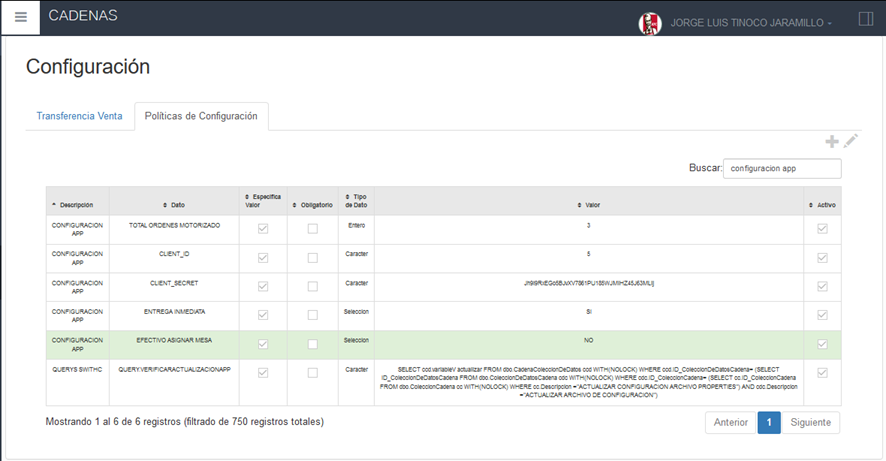 CADENAS
JORGE LUIS TINOCO JARAMILLO
Configuración
Transferencia Venta
Políticas de Configuración
Buscar: configuracion app
Descripción Dato Especifica Valor Obligatorio Tipo de Dato Valor Activo
CONFIGURACION APP TOTAL ORDENES MOTORIZADO Entero 3
CONFIGURACION APP CLIENT_ID Caracter 5
CONFIGURACION APP CLIENT_SECRET Caracter
CONFIGURACION APP ENTREGA INMEDIATA Seleccion SI
CONFIGURACION APP EFECTIVO ASIGNAR MESA Seleccion NO
QUERYS SWITHC QUERYVERIFICARACTUALIZACIONAPP Caracter
SELECT ccd.variableV actualizar FROM dbo.CadenaColeccionDeDatos ccd WITH(NOLOCK) WHERE ccd.ID_ColeccionDeDatosCadena= (SELECT
ID_ColeccionDeDatosCadena FROM dbo.ColeccionDeDatosCadena cdc WITH(NOLOCK) WHERE cdc.ID_ColeccionCadena= (SELECT cc.ID_ColeccionCadena
FROM dbo.ColeccionCadena cc WITH(NOLOCK) WHERE cc.Descripcion ="ACTUALIZAR CONFIGURACION ARCHIVO PROPERTIES") AND cdc.Descripcion
="ACTUALIZAR ARCHIVO DE CONFIGURACION")
Mostrando 1 al 6 de 6 registros (filtrado de 750 registros totales)
Anterior 1 Siguiente